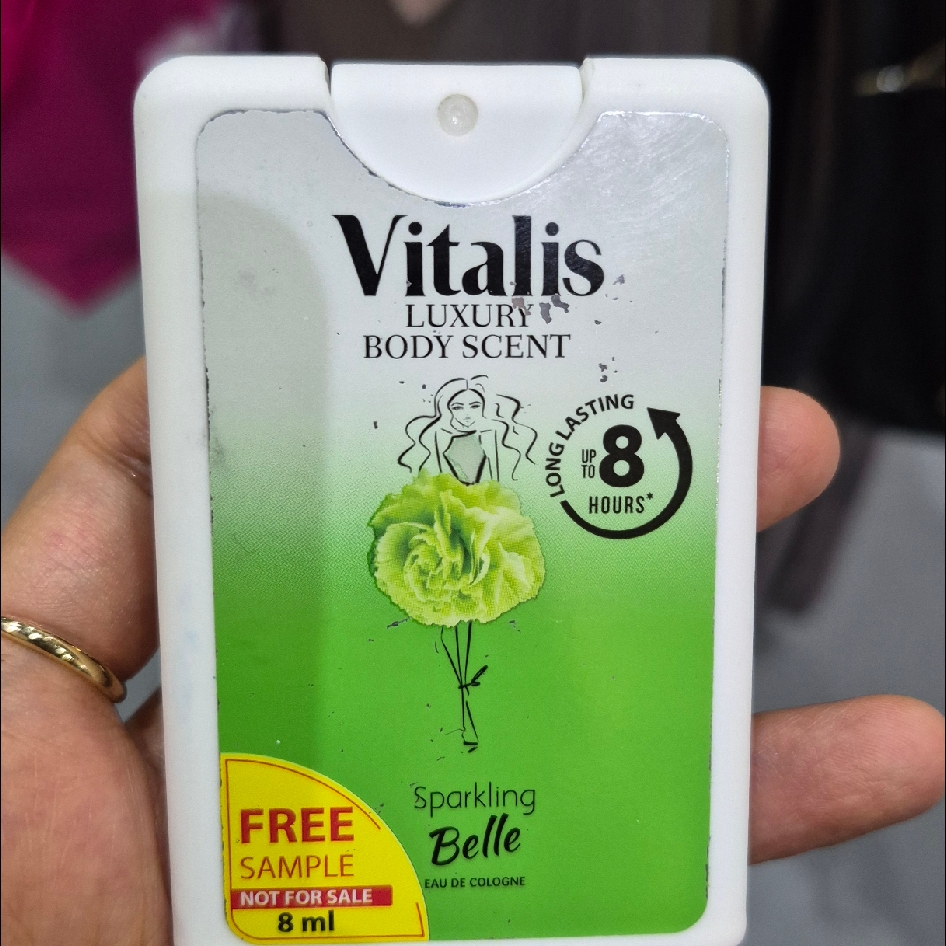 Vitalis
LUXURY
BODY SCENT
LONG LASTING
UP
TO
8
HOURS*
Sparkling
Belle
EAU DE COLOGNE
FREE
SAMPLE
NOT FOR SALE
8 ml